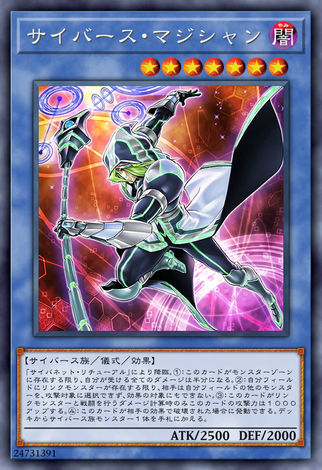 サイバース・マジシャン
やみ
闇
【サイバース族/儀式/効果】
「サイバネット・リチューアル」により降臨。①:このカードがモンスターゾーン
に存在する限り、自分が受ける全てのダメージは半分になる。②:自分フィール
ドにリンクモンスターが存在する限り、相手は自分フィールドの他のモンスター
を、攻撃対象に選択できず、効果の対象にもできない。③:このカードがリン
クモンスターと戦闘を行うダメージ計算時のみこのカードの攻撃力は1000
アップする。④:このカードが相手の効果で破壊された場合に発動できる。デッ
キからサイバース族モンスター1体を手札に加える。
ATK/2500 DEF/2000
24731391